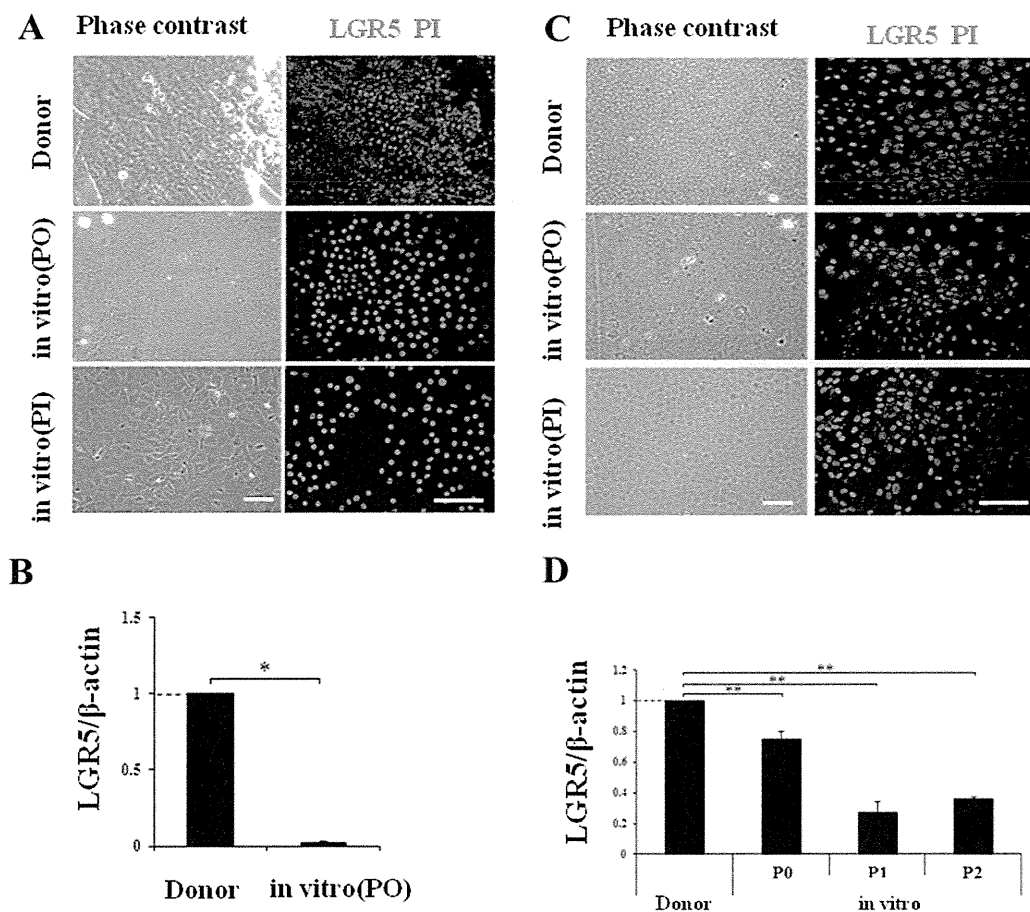 A
Phase contrast
LGR5 PI
Donor
in vitro(PO)
in vitro(PI)
C
Phase contrast
LGR5 PI
Donor
in vitro(PO)
in vitro(PI)
B
LGR5/β-actin
1.5
1
0.5
0
*
Donor
in vitro(PO)
D
LGR5/β-actin
1.2
1
0.8
0.6
0.4
0.2
0
**
**
**
P0
P1
P2
Donor
in vitro